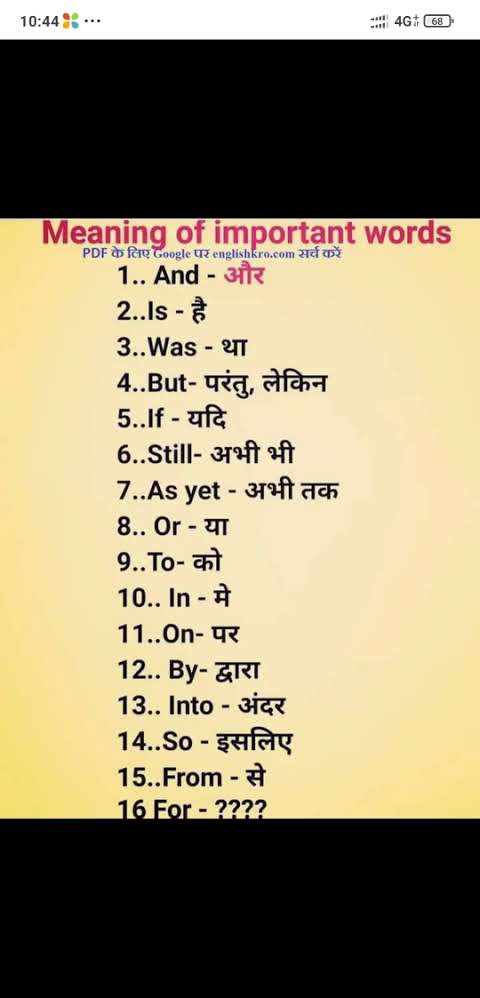 10:44 ... 4G+ 68
Meaning of important words
PDF के लिए Google पर englishkro.com सर्च करें
1.. And - और
2..Is - है
3..Was - था
4..But- परंतु, लेकिन
5..If - यदि
6..Still- अभी भी
7..As yet - अभी तक
8.. Or - या
9..To- को
10.. In - मे
11..On- पर
12.. By- द्वारा
13.. Into - अंदर
14..So - इसलिए
15..From - से
16 For - ????